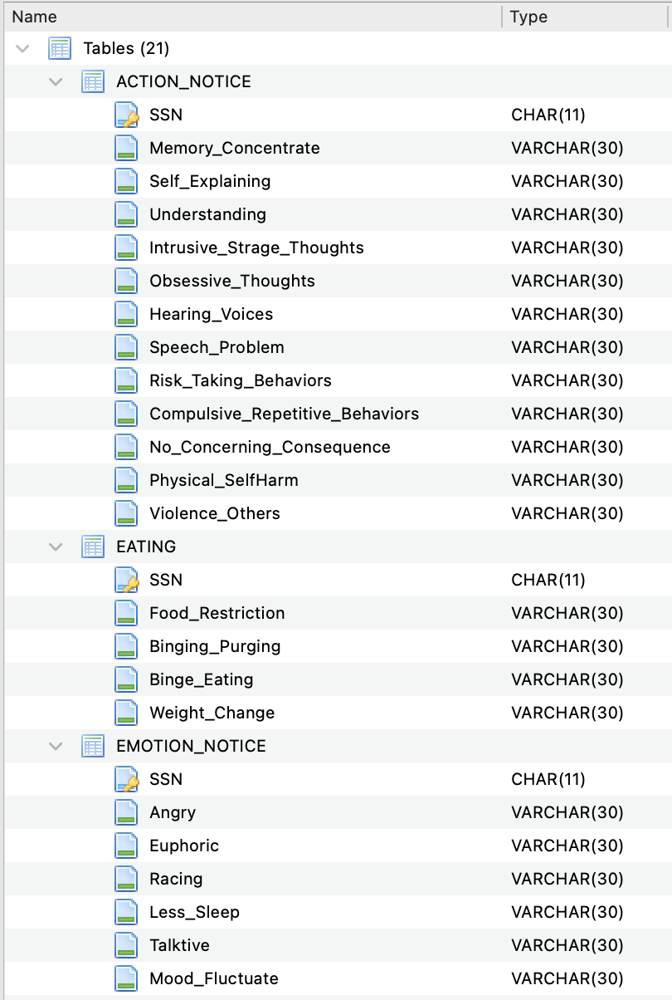 Name Type
Tables (21)
ACTION_NOTICE
SSN CHAR(11)
Memory_Concentrate VARCHAR(30)
Self_Explaining VARCHAR(30)
Understanding VARCHAR(30)
Intrusive_Strage_Thoughts VARCHAR(30)
Obsessive_Thoughts VARCHAR(30)
Hearing_Voices VARCHAR(30)
Speech_Problem VARCHAR(30)
Risk_Taking_Behaviors VARCHAR(30)
Compulsive_Repetitive_Behaviors VARCHAR(30)
No_Concerning_Consequence VARCHAR(30)
Physical_SelfHarm VARCHAR(30)
Violence_Others VARCHAR(30)
EATING
SSN CHAR(11)
Food_Restriction VARCHAR(30)
Binging_Purging VARCHAR(30)
Binge_Eating VARCHAR(30)
Weight_Change VARCHAR(30)
EMOTION_NOTICE
SSN CHAR(11)
Angry VARCHAR(30)
Euphoric VARCHAR(30)
Racing VARCHAR(30)
Less_Sleep VARCHAR(30)
Talktive VARCHAR(30)
Mood_Fluctuate VARCHAR(30)